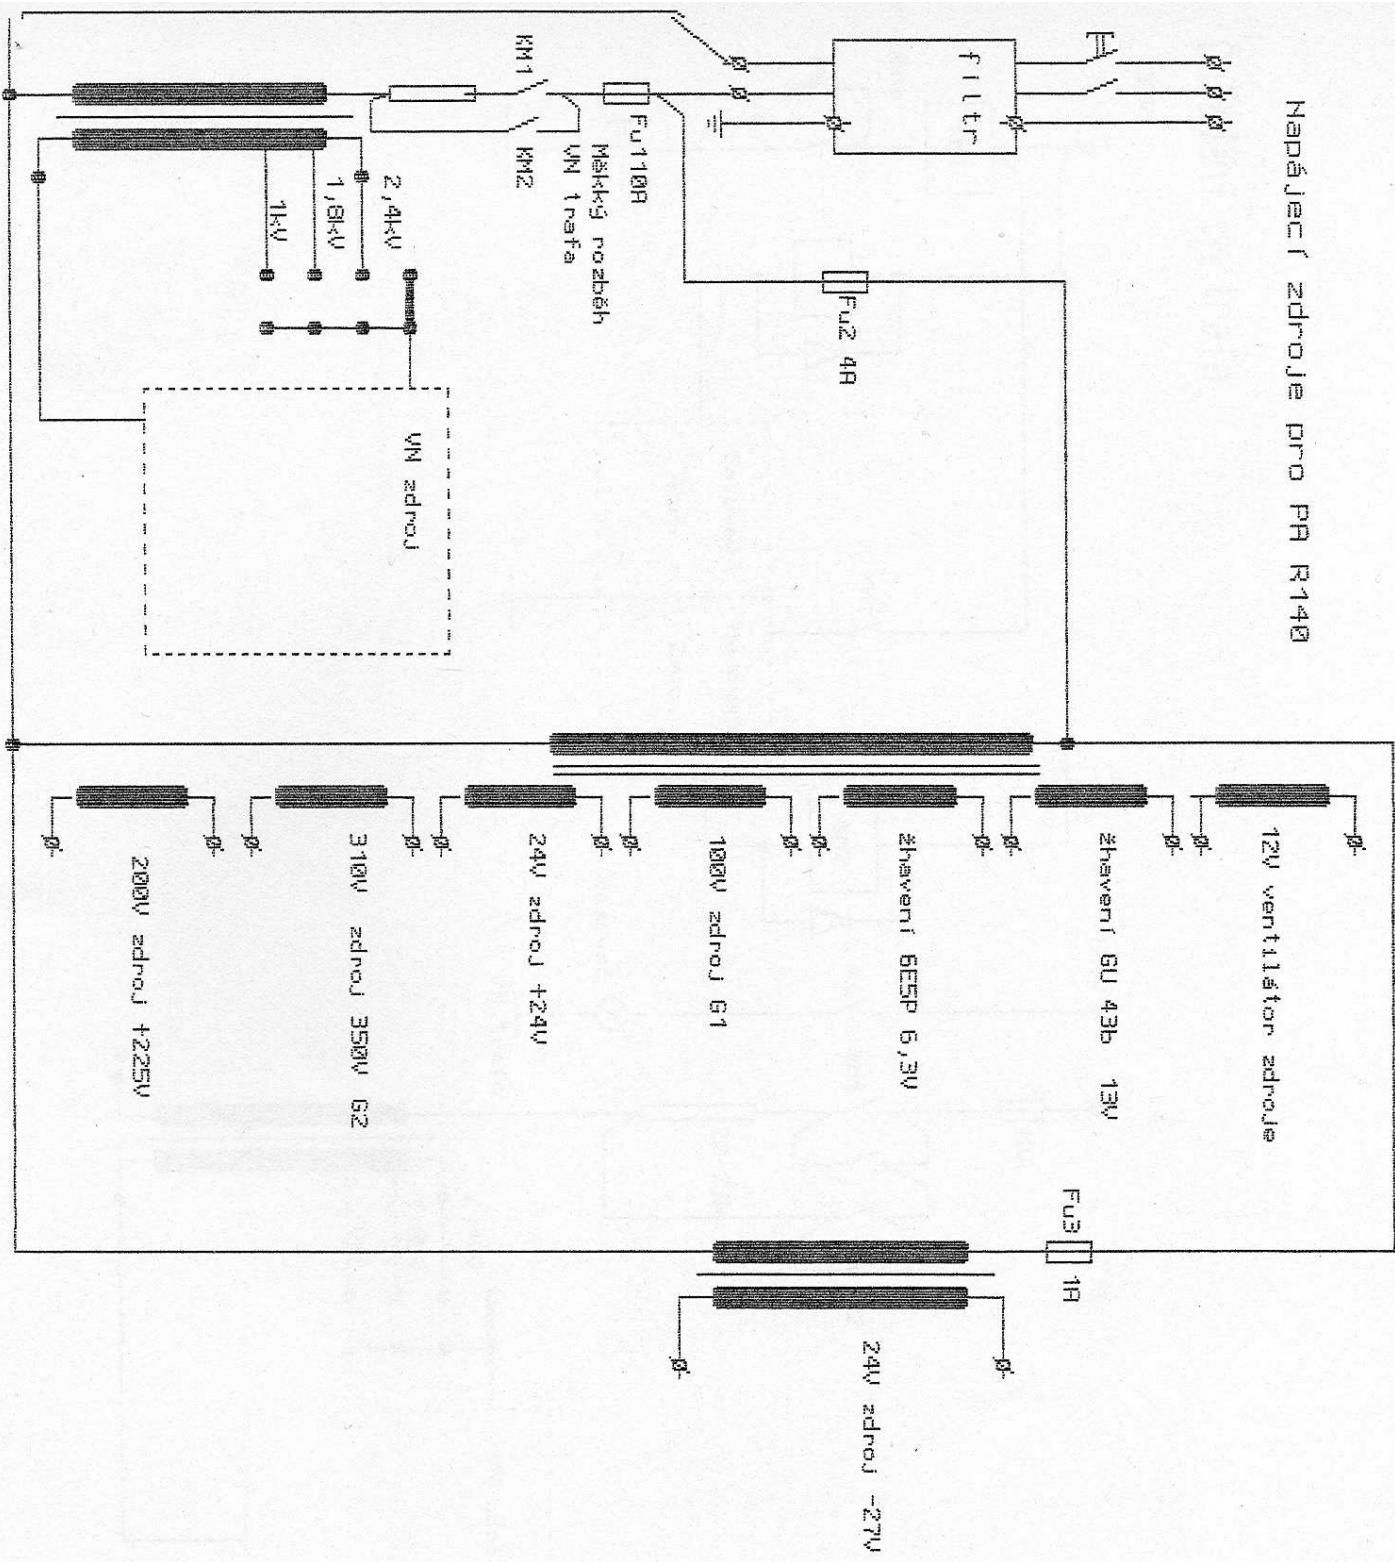 Napájecí zdroje pro PA R140
filtr
KM1
KM2
Fu110A
Měkký rozběh
VN trafa
Fu2 4A
2,4kV
1,8kV
1kV
VN zdroj
12V ventilátor zdroje
žhavení GU 43b 13V
žhavení 6E5P 6,3V
100V zdroj G1
24V zdroj +24V
310V zdroj 350V G2
200V zdroj +225V
Fu3 1A
24V zdroj -27V